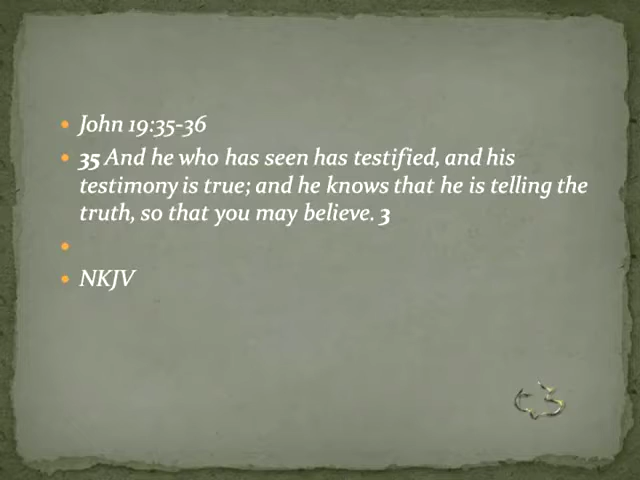 John 19:35-36
35 And he who has seen has testified, and his
testimony is true; and he knows that he is telling the
truth, so that you may believe. 3
NKJV